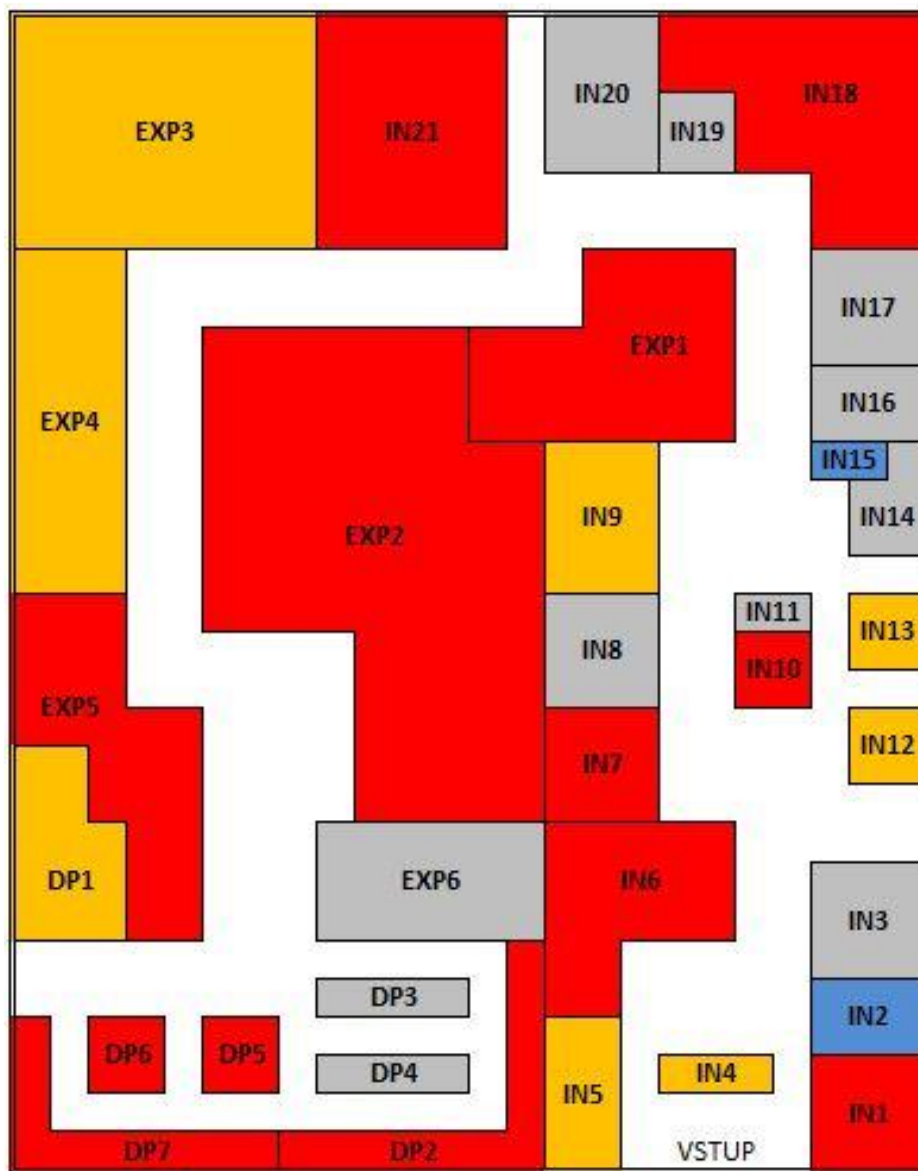 IN20
IN18
EXP3
IN21
IN19
IN17
EXP1
IN16
EXP4
IN15
IN9
IN14
EXP2
IN11
IN13
IN8
IN10
EXP5
IN12
IN7
DP1
EXP6
IN6
IN3
DP3
IN2
DP6
DP5
DP4
IN4
IN5
IN1
DP7
DP2
VSTUP